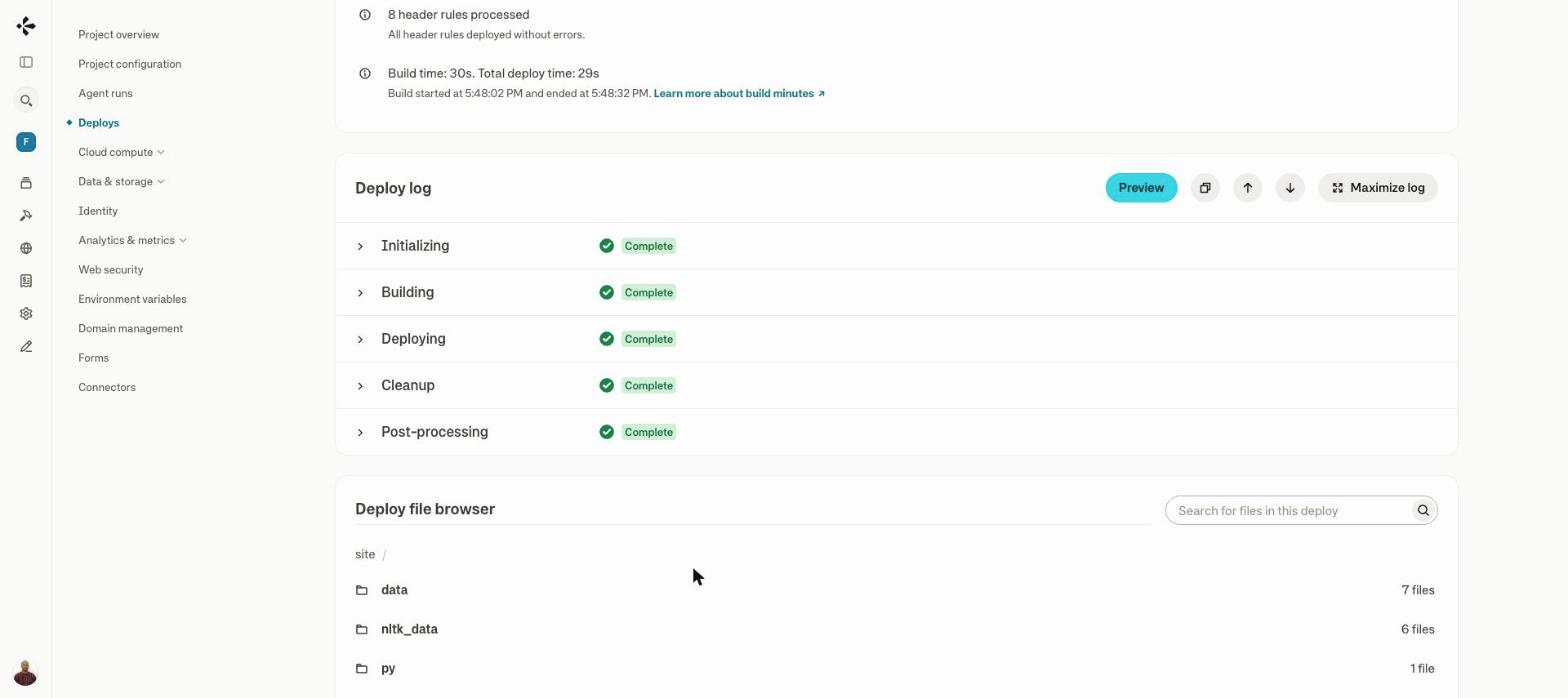 8 header rules processed
All header rules deployed without errors.
Build time: 30s. Total deploy time: 29s
Build started at 5:48:02 PM and ended at 5:48:32 PM. Learn more about build minutes ↗
Project overview
Project configuration
Agent runs
Deploys
Cloud compute
Data & storage
Identity
Analytics & metrics
Web security
Environment variables
Domain management
Forms
Connectors
F
Deploy log
Preview
Maximize log
Initializing Complete
Building Complete
Deploying Complete
Cleanup Complete
Post-processing Complete
Deploy file browser
Search for files in this deploy
site /
data 7 files
nltk_data 6 files
py 1 file